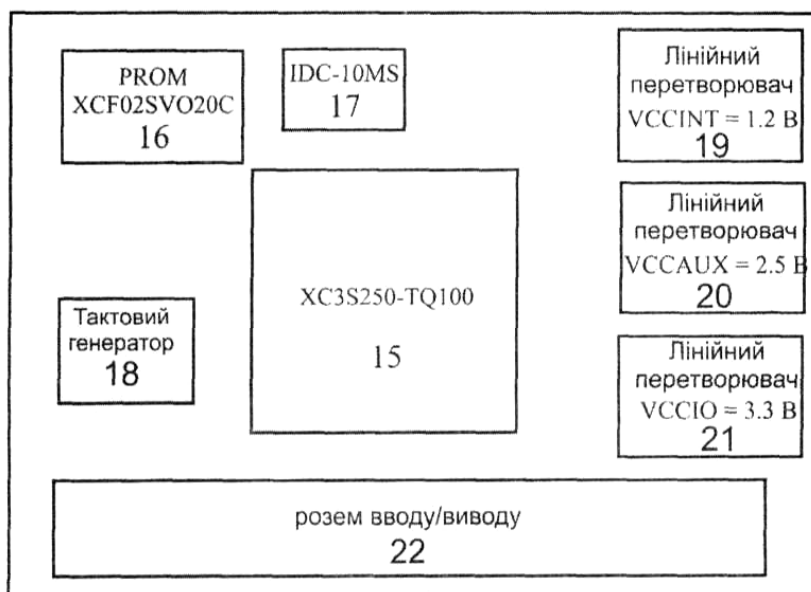 PROM
XCF02SVO20C
16
IDC-10MS
17
Лінійний
перетворювач
VCCINT = 1.2 В
19
Лінійний
перетворювач
VCCAUX = 2.5 В
20
XC3S250-TQ100
15
Тактовий
генератор
18
Лінійний
перетворювач
VCCIO = 3.3 В
21
розем вводу/виводу
22